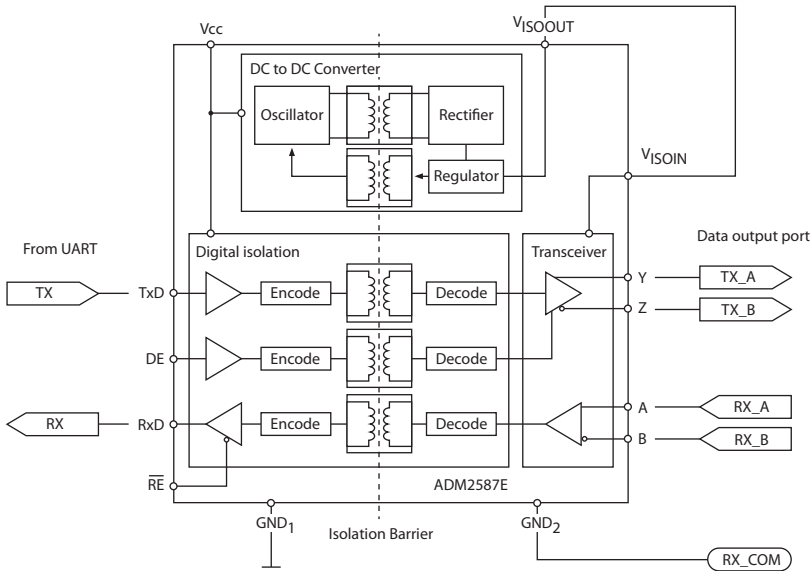 Vcc
VISOOUT
DC to DC Converter
Oscillator
Rectifier
Regulator
VISOIN
From UART
Digital isolation
Transceiver
Data output port
TX
TxD
Encode
Decode
Y
TX_A
Z
TX_B
DE
Encode
Decode
RX
RxD
Encode
Decode
A
RX_A
B
RX_B
RE
ADM2587E
GND1
GND2
Isolation Barrier
RX_COM